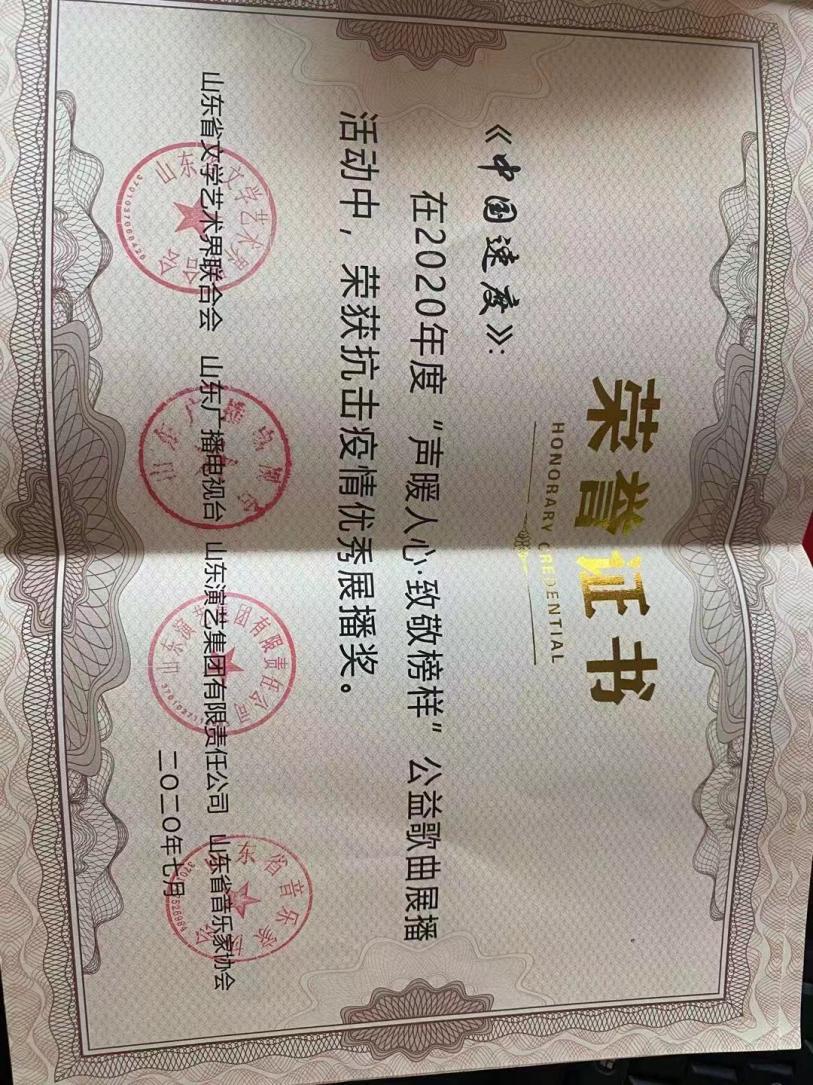 荣誉证书
HONORARY CREDENTIAL
《中国速度》：
在2020年度“声暖人心·致敬榜样”公益歌曲展播
活动中，荣获抗击疫情优秀展播奖。
山东省文学艺术界联合会 山东广播电视台 山东演艺集团有限责任公司 山东省音乐家协会
二〇二〇年七月